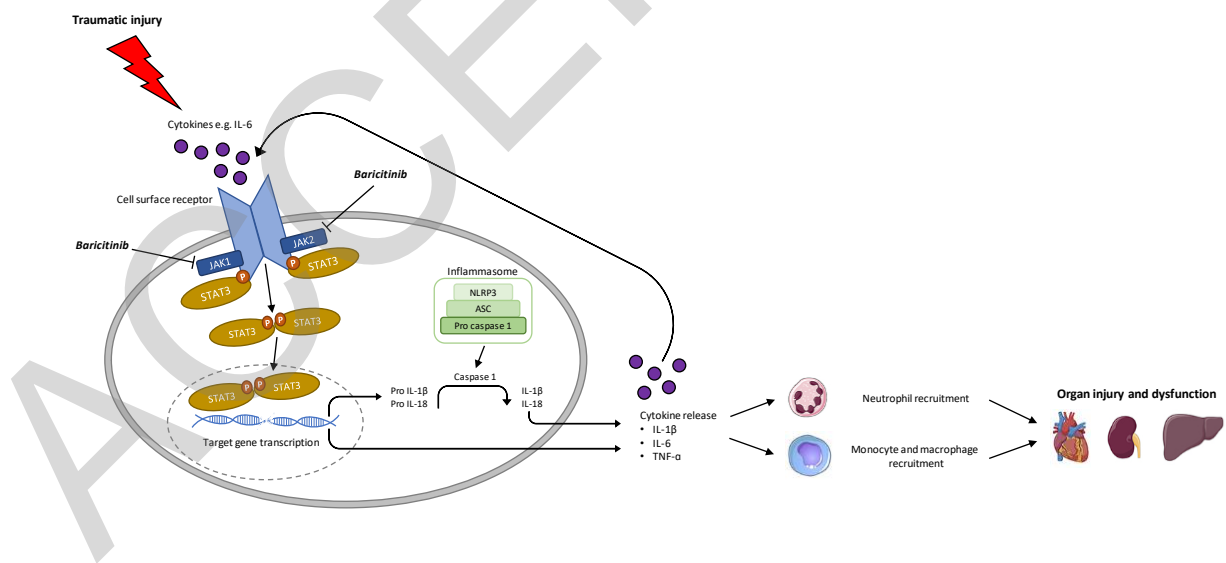 Traumatic injury
Cytokines e.g. IL-6
Cell surface receptor
Baricitinib
Baricitinib
JAK1
JAK2
P
P
STAT3
STAT3
P
P
STAT3
STAT3
P
P
STAT3
STAT3
Target gene transcription
Inflammasome
NLRP3
ASC
Pro caspase 1
Caspase 1
Pro IL-1β
Pro IL-18
IL-1β
IL-18
Cytokine release
• IL-1β
• IL-6
• TNF-α
Neutrophil recruitment
Monocyte and macrophage
recruitment
Organ injury and dysfunction